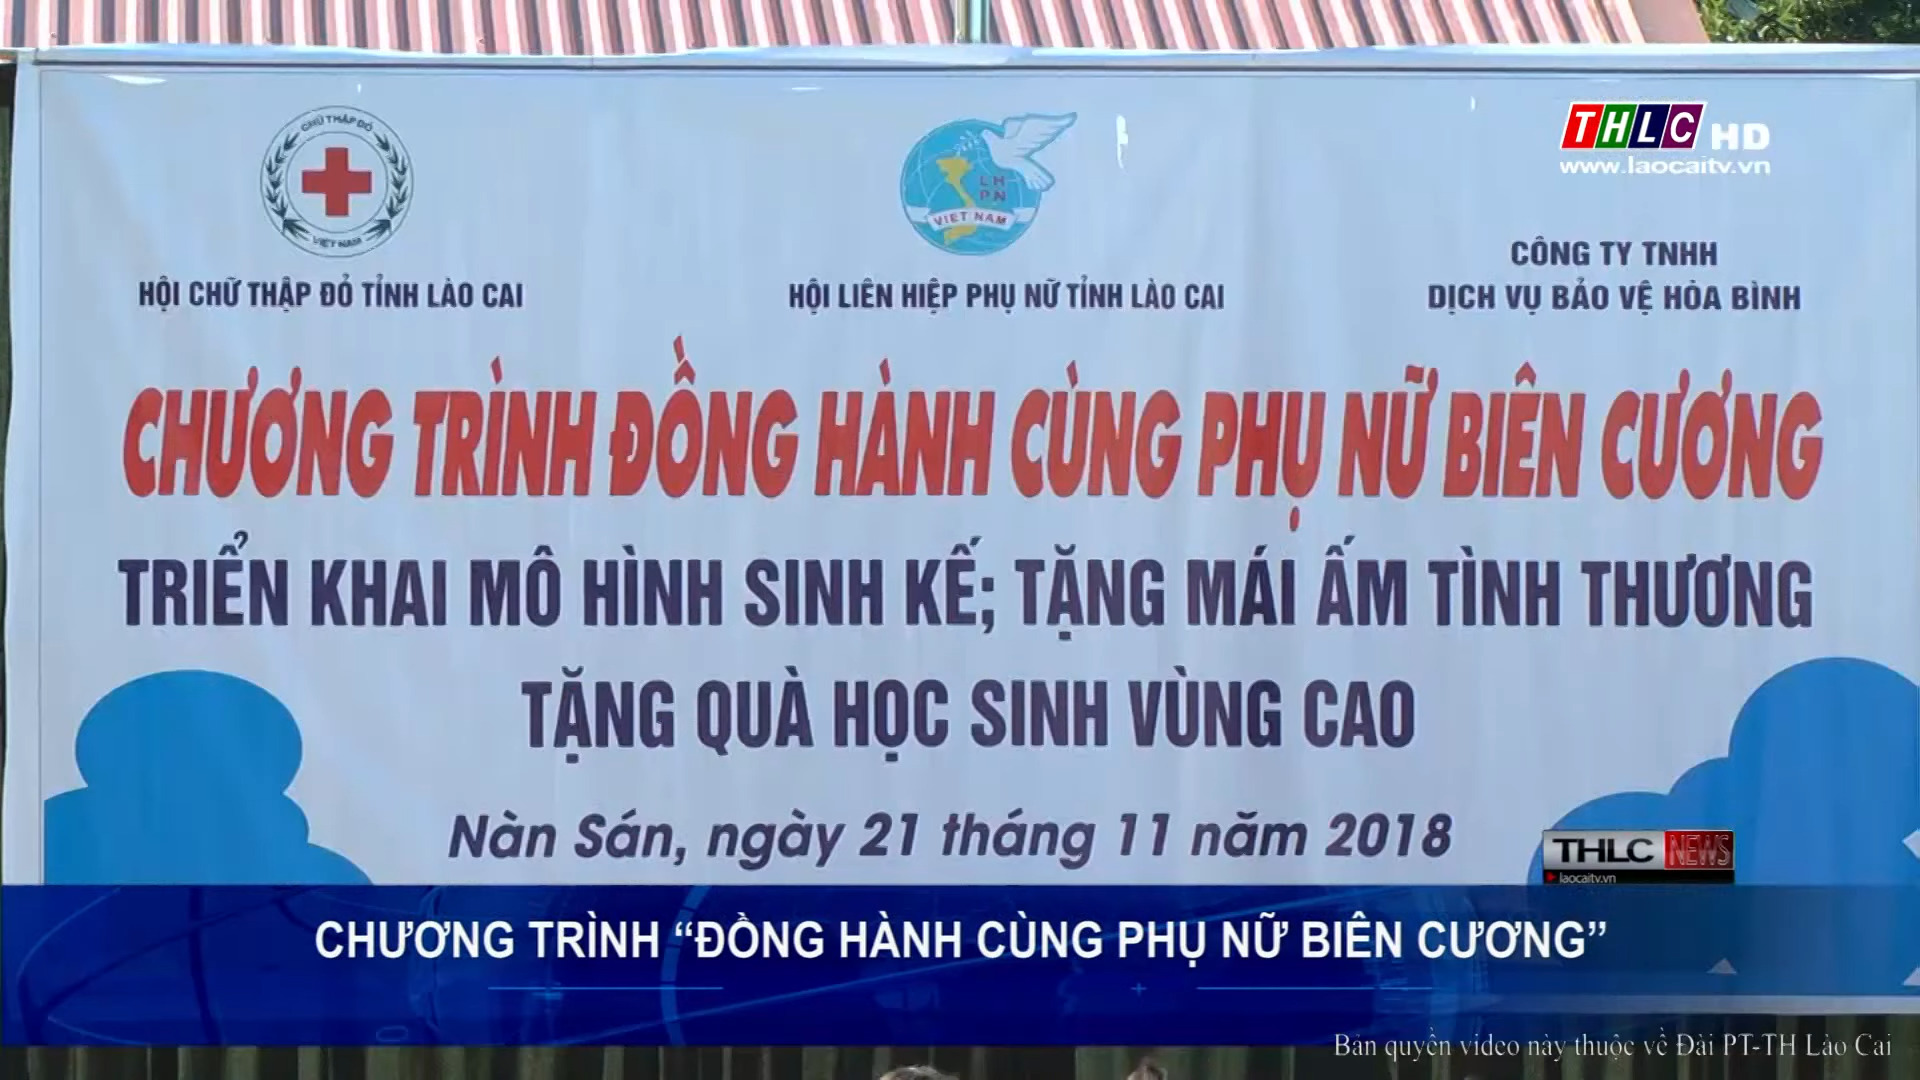 CHỮ THẬP ĐỎ
VIỆT NAM
LH
PN
VIET NAM
THLC HD
www.laocaitv.vn
HỘI CHỮ THẬP ĐỎ TỈNH LÀO CAI
HỘI LIÊN HIỆP PHỤ NỮ TỈNH LÀO CAI
CÔNG TY TNHH
DỊCH VỤ BẢO VỆ HÒA BÌNH
CHƯƠNG TRÌNH ĐỒNG HÀNH CÙNG PHỤ NỮ BIÊN CƯƠNG
TRIỂN KHAI MÔ HÌNH SINH KẾ; TẶNG MÁI ẤM TÌNH THƯƠNG
TẶNG QUÀ HỌC SINH VÙNG CAO
Nàn Sán, ngày 21 tháng 11 năm 2018
THLC NEWS
laocaitv.vn
CHƯƠNG TRÌNH “ĐỒNG HÀNH CÙNG PHỤ NỮ BIÊN CƯƠNG”
Bản quyền video này thuộc về Đài PT-TH Lào Cai